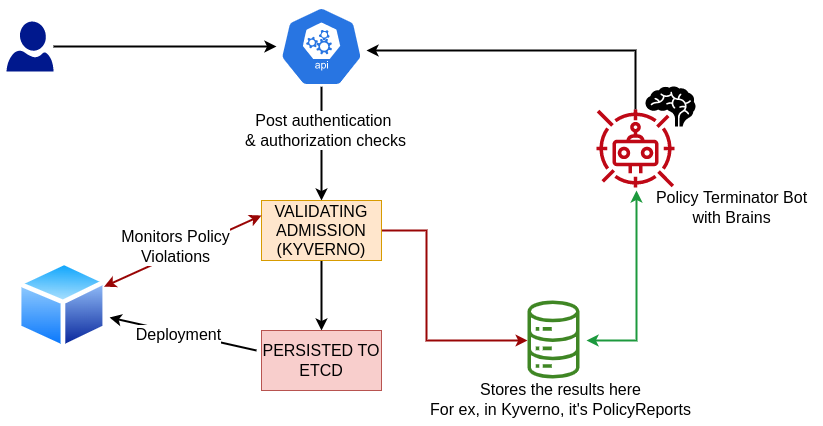 api
Post authentication
& authorization checks
VALIDATING
ADMISSION
(KYVERNO)
Policy Terminator Bot
with Brains
Monitors Policy
Violations
Deployment
PERSISTED TO
ETCD
Stores the results here
For ex, in Kyverno, it's PolicyReports